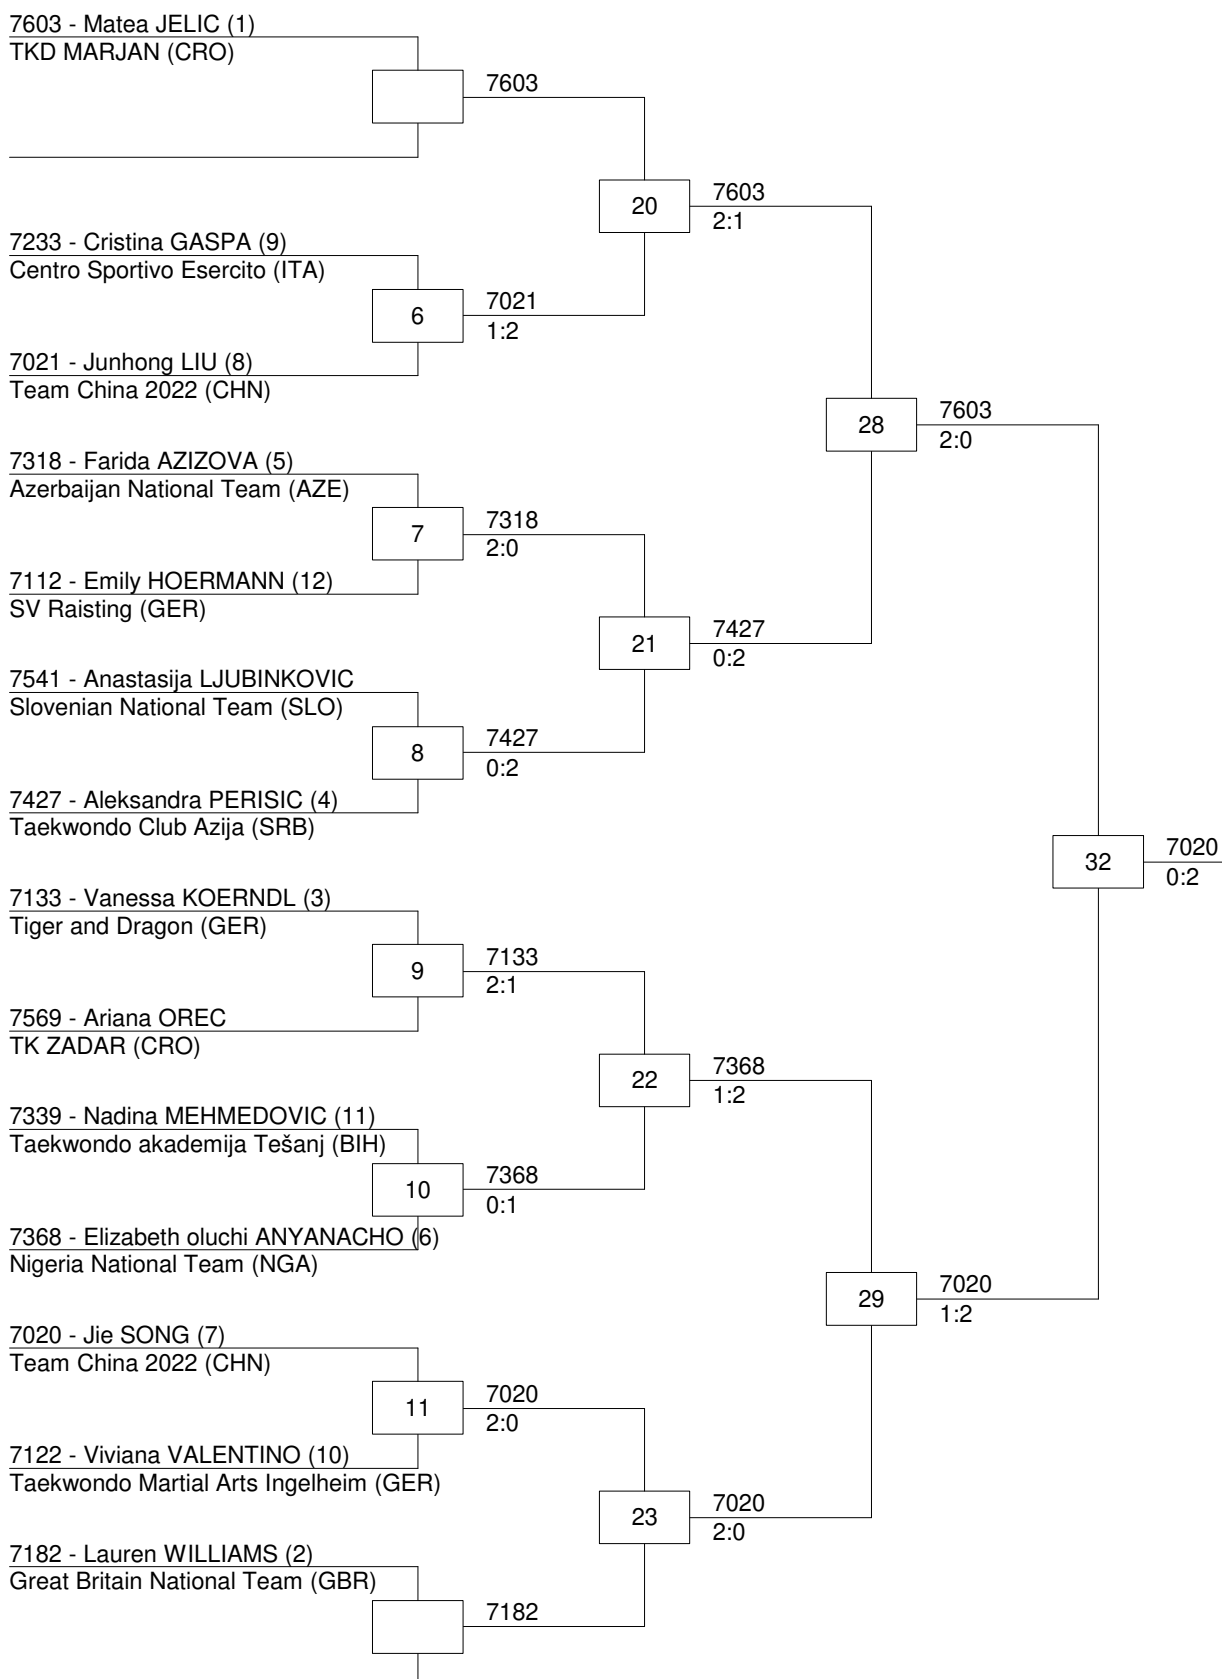 7603 - Matea JELIC (1)
TKD MARJAN (CRO)
7603
20
7603
2:1
7233 - Cristina GASPA (9)
Centro Sportivo Esercito (ITA)
6
7021
1:2
7021 - Junhong LIU (8)
Team China 2022 (CHN)
28
7603
2:0
7318 - Farida AZIZOVA (5)
Azerbaijan National Team (AZE)
7
7318
2:0
7112 - Emily HOERMANN (12)
SV Raisting (GER)
21
7427
0:2
7541 - Anastasija LJUBINKOVIC
Slovenian National Team (SLO)
8
7427
0:2
7427 - Aleksandra PERISIC (4)
Taekwondo Club Azija (SRB)
32
7020
0:2
7133 - Vanessa KOERNDL (3)
Tiger and Dragon (GER)
9
7133
2:1
7569 - Ariana OREC
TK ZADAR (CRO)
22
7368
1:2
7339 - Nadina MEHMEDOVIC (11)
Taekwondo akademija Tešanj (BIH)
10
7368
0:1
7368 - Elizabeth oluchi ANYANACHO (6)
Nigeria National Team (NGA)
29
7020
1:2
7020 - Jie SONG (7)
Team China 2022 (CHN)
11
7020
2:0
7122 - Viviana VALENTINO (10)
Taekwondo Martial Arts Ingelheim (GER)
23
7020
2:0
7182 - Lauren WILLIAMS (2)
Great Britain National Team (GBR)
7182